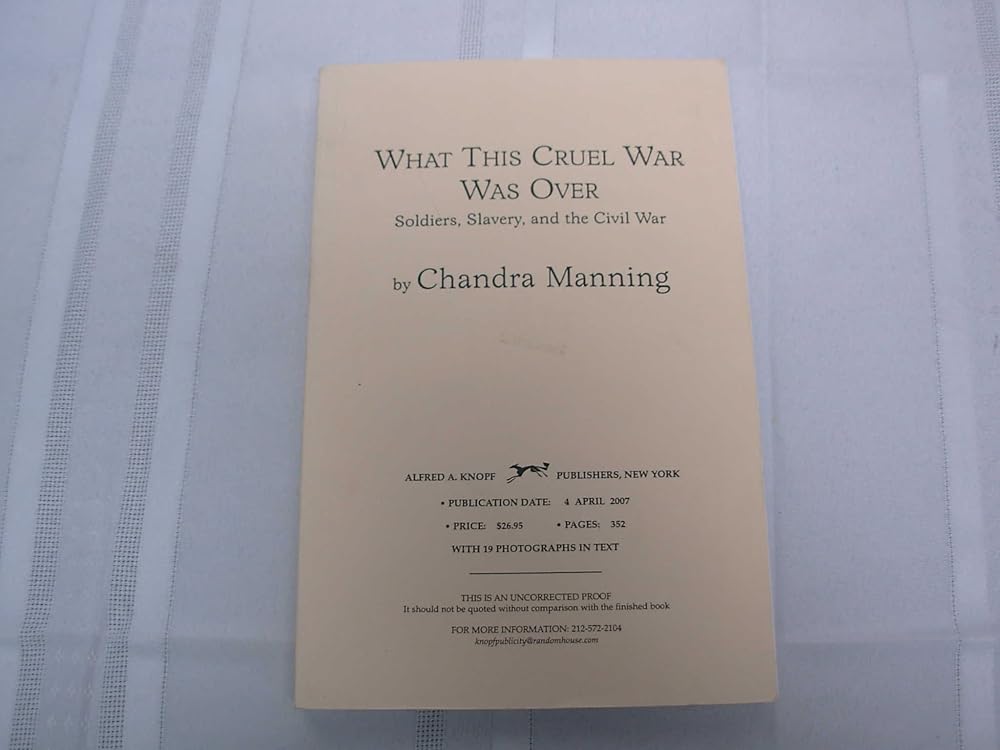 WHAT THIS CRUEL WAR
WAS OVER
Soldiers, Slavery, and the Civil War
by Chandra Manning
ALFRED A. KNOPF PUBLISHERS, NEW YORK
• PUBLICATION DATE: 4 APRIL 2007
• PRICE: $26.95 • PAGES: 352
WITH 19 PHOTOGRAPHS IN TEXT
THIS IS AN UNCORRECTED PROOF
It should not be quoted without comparison with the finished book
FOR MORE INFORMATION: 212-572-2104
knopfpublicity@randomhouse.com